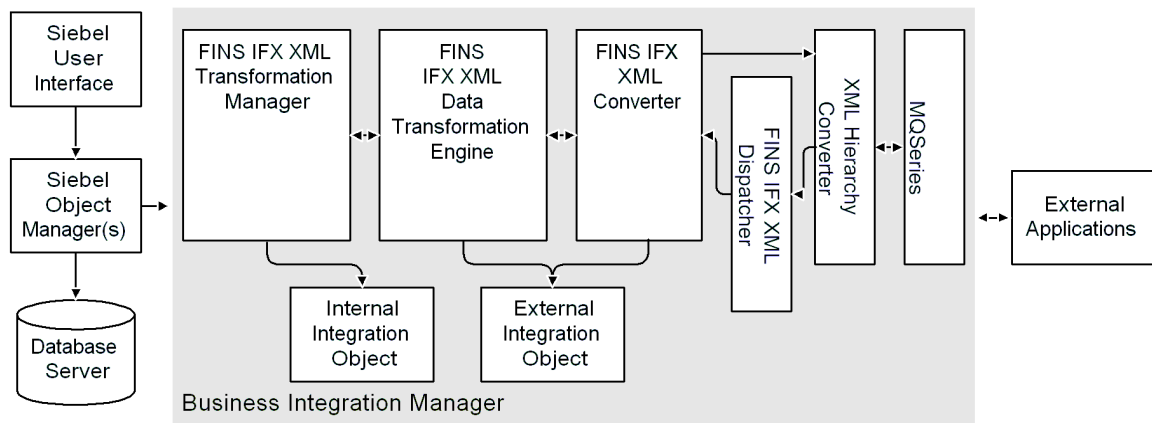 Siebel
User
Interface
Siebel
Object
Manager(s)
Database
Server
FINS IFX XML
Transformation
Manager
FINS
IFX XML
Data
Transformation
Engine
FINS IFX
XML
Converter
FINS IFX XML
Dispatcher
XML Hierarchy
Converter
MQSeries
External
Applications
Internal
Integration
Object
External
Integration
Object
Business Integration Manager